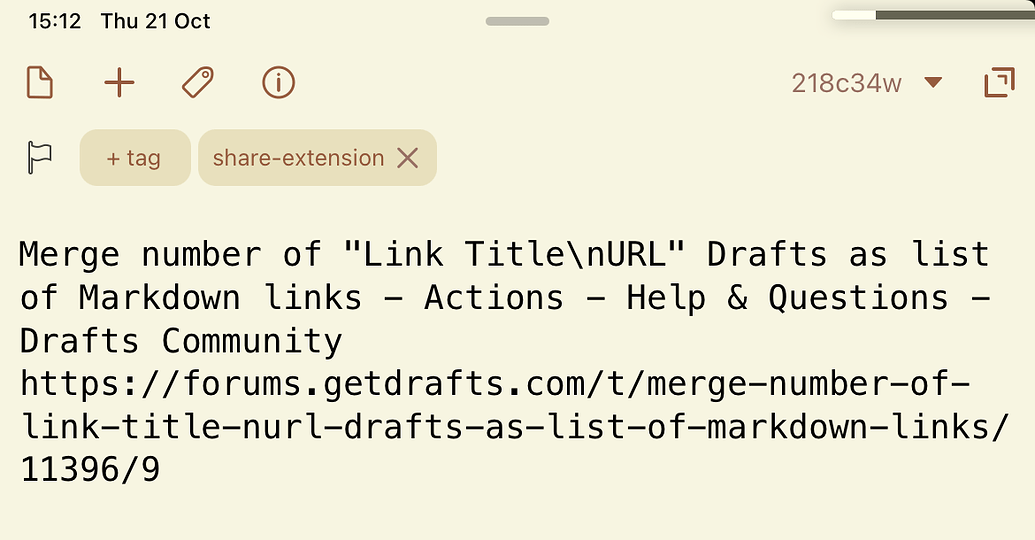 15:12 Thu 21 Oct
218c34w
+ tag share-extension
Merge number of "Link Title\nURL" Drafts as list
of Markdown links - Actions - Help & Questions -
Drafts Community
https://forums.getdrafts.com/t/merge-number-of-
link-title-nurl-drafts-as-list-of-markdown-links/
11396/9